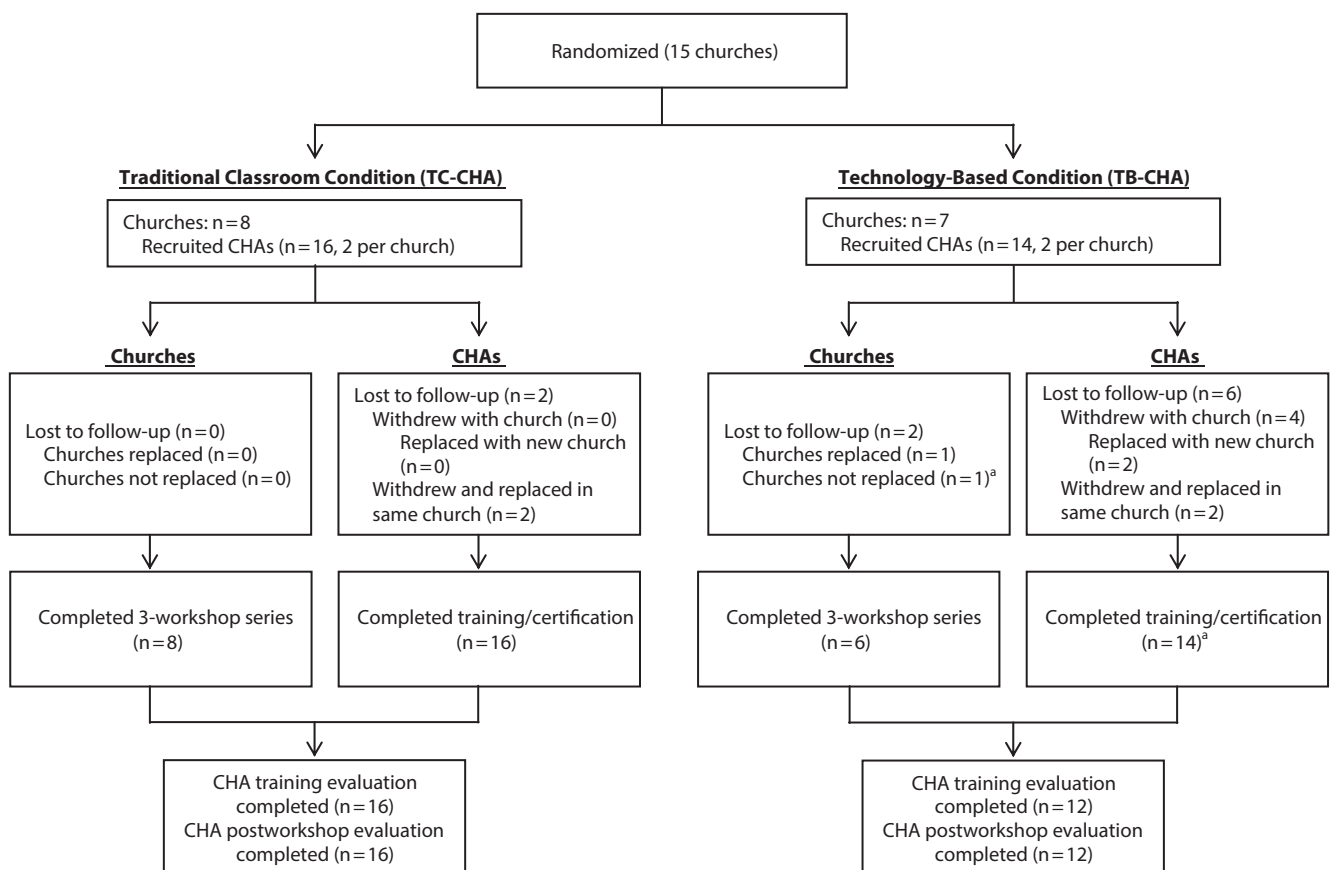 Randomized (15 churches)
Traditional Classroom Condition (TC-CHA)
Churches: n=8
Recruited CHAs (n=16, 2 per church)
Technology-Based Condition (TB-CHA)
Churches: n=7
Recruited CHAs (n=14, 2 per church)
Churches
Lost to follow-up (n=0)
Churches replaced (n=0)
Churches not replaced (n=0)
CHAs
Lost to follow-up (n=2)
Withdrew with church (n=0)
Replaced with new church
(n=0)
Withdrew and replaced in
same church (n=2)
Churches
Lost to follow-up (n=2)
Churches replaced (n=1)
Churches not replaced (n=1)a
CHAs
Lost to follow-up (n=6)
Withdrew with church (n=4)
Replaced with new church
(n=2)
Withdrew and replaced in
same church (n=2)
Completed 3-workshop series
(n=8)
Completed training/certification
(n=16)
Completed 3-workshop series
(n=6)
Completed training/certification
(n=14)a
CHA training evaluation
completed (n=16)
CHA postworkshop evaluation
completed (n=16)
CHA training evaluation
completed (n=12)
CHA postworkshop evaluation
completed (n=12)